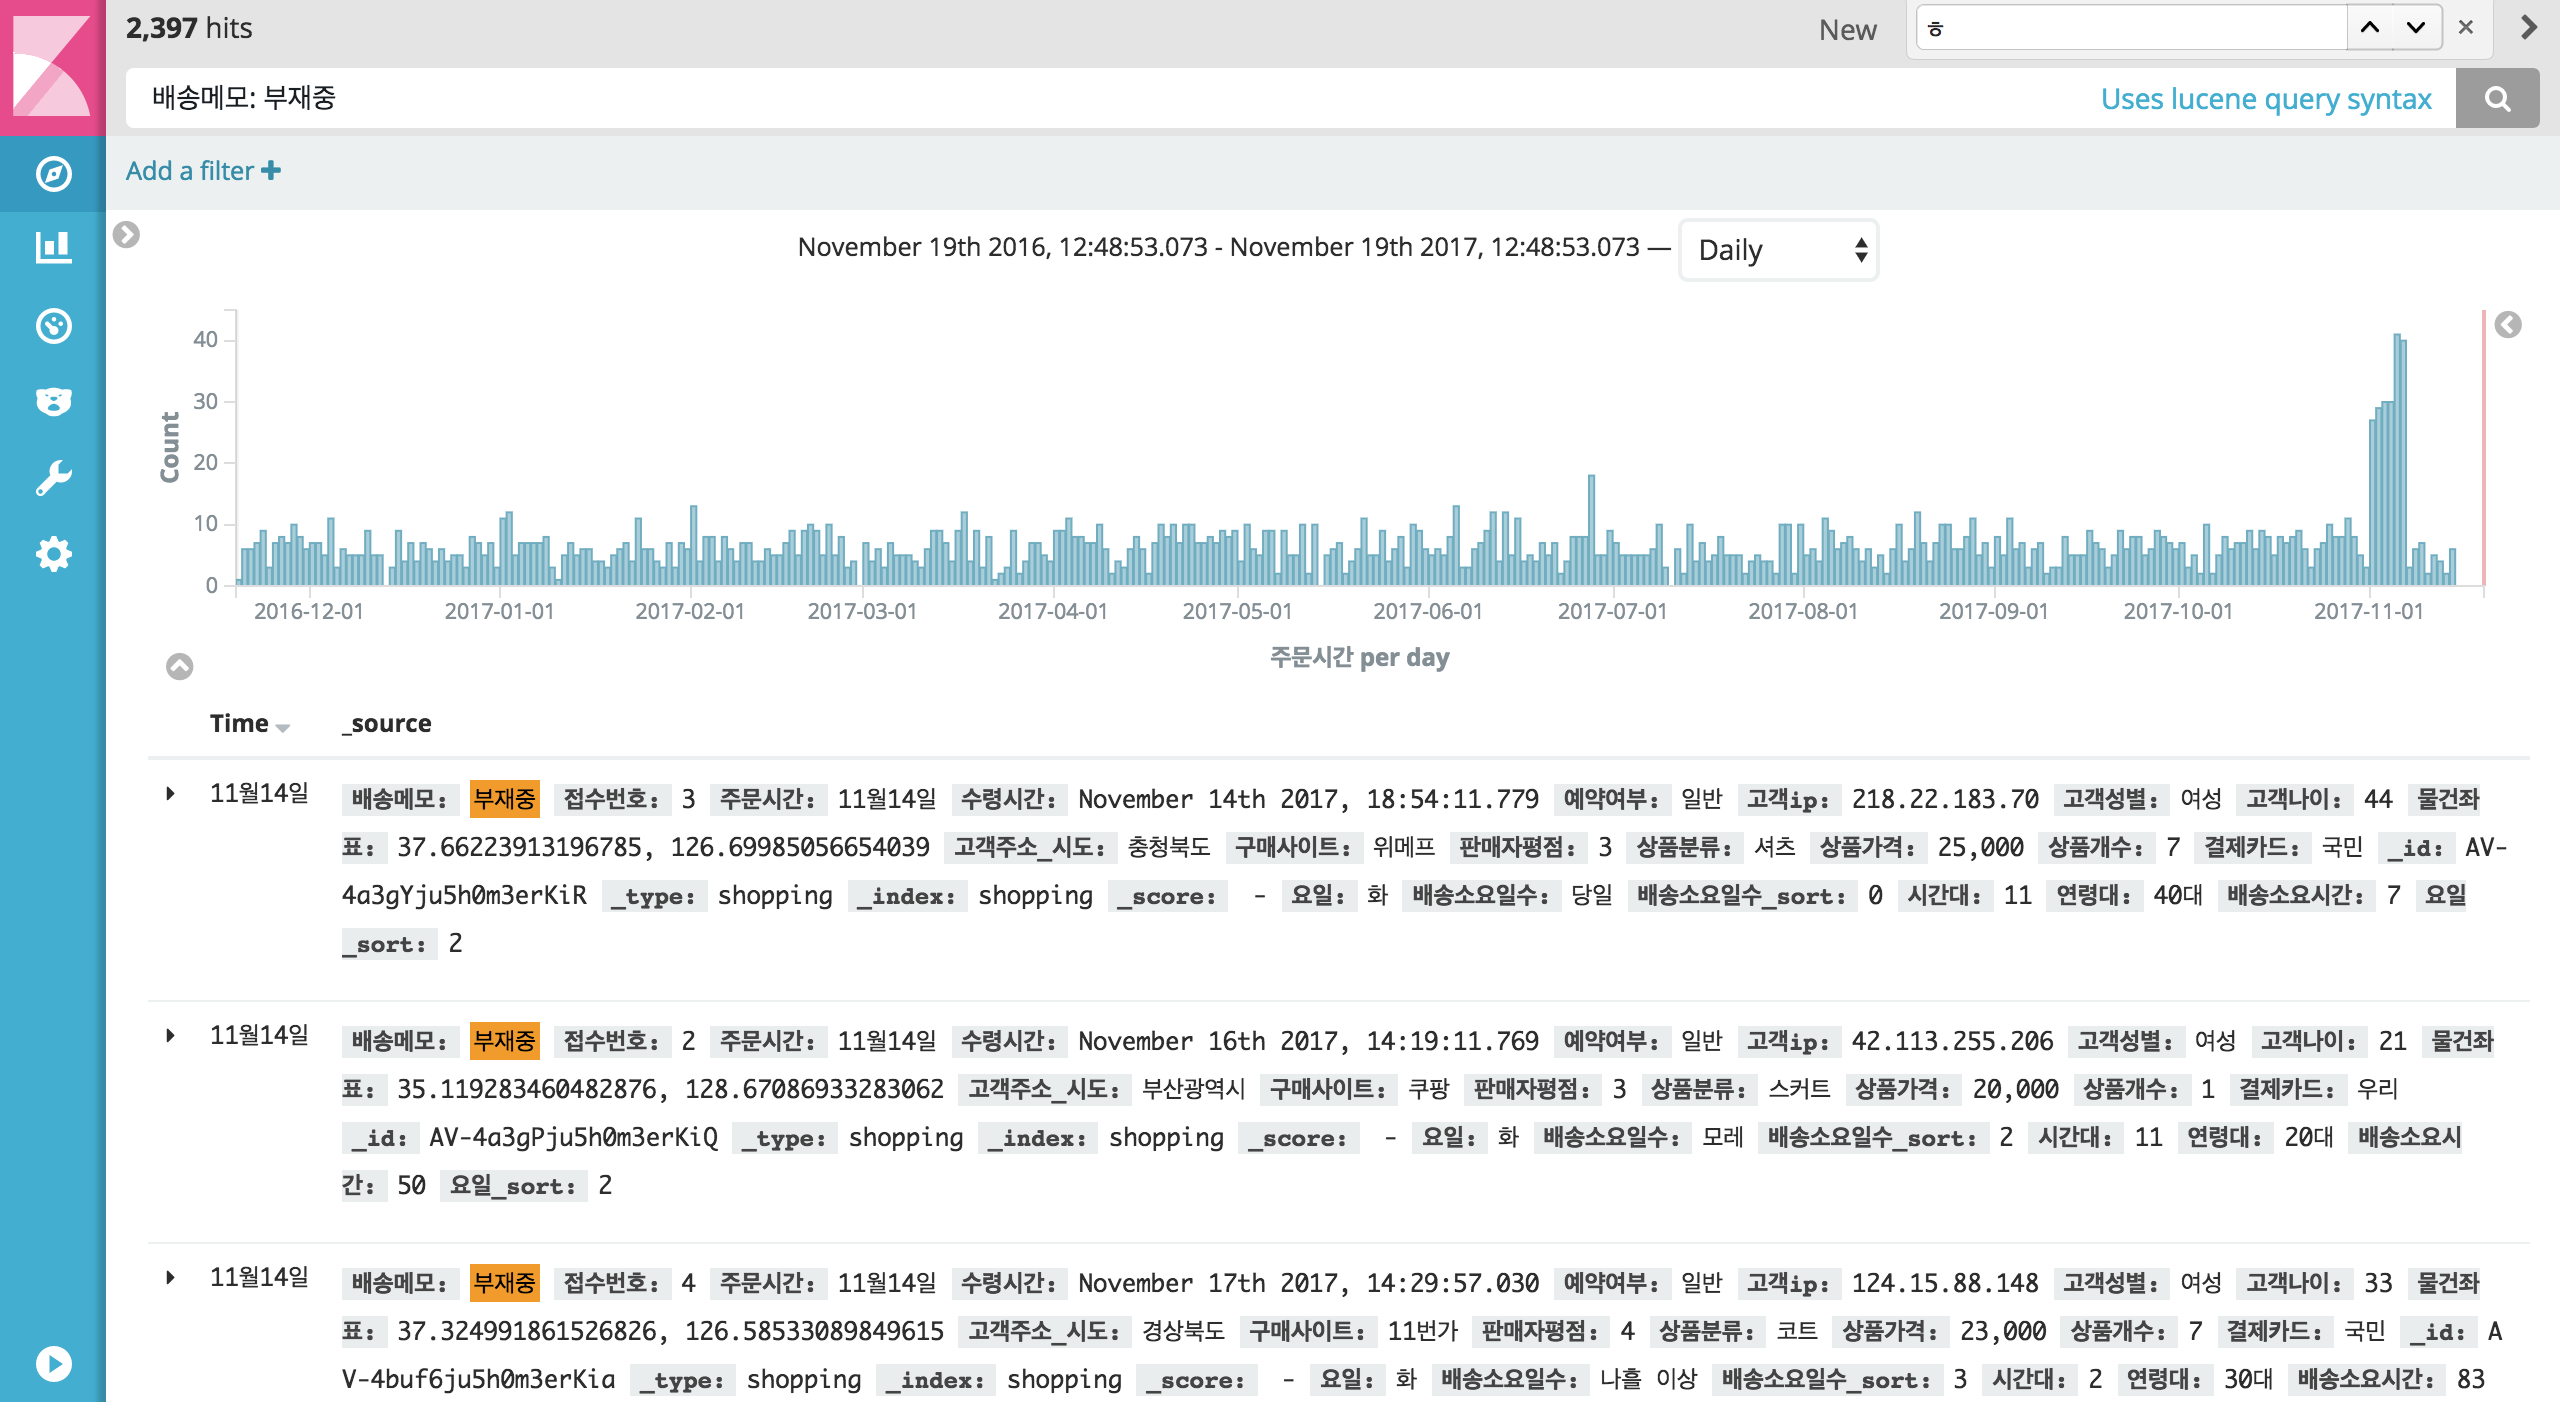 2,397 hits
New
ㅎ
배송메모: 부재중
Uses lucene query syntax
Add a filter
November 19th 2016, 12:48:53.073 - November 19th 2017, 12:48:53.073 —
Daily
Count
40
30
20
10
0
2016-12-01 2017-01-01 2017-02-01 2017-03-01 2017-04-01 2017-05-01 2017-06-01 2017-07-01 2017-08-01 2017-09-01 2017-10-01 2017-11-01
주문시간 per day
Time _source
11월14일 배송메모: 부재중 접수번호: 3 주문시간: 11월14일 수령시간: November 14th 2017, 18:54:11.779 예약여부: 일반 고객ip: 218.22.183.70 고객성별: 여성 고객나이: 44 물건좌
표: 37.66223913196785, 126.69985056654039 고객주소_시도: 충청북도 구매사이트: 위메프 판매자평점: 3 상품분류: 셔츠 상품가격: 25,000 상품개수: 7 결제카드: 국민 _id: AV-
4a3gYju5h0m3erKiR _type: shopping _index: shopping _score: - 요일: 화 배송소요일수: 당일 배송소요일수_sort: 0 시간대: 11 연령대: 40대 배송소요시간: 7 요일
_sort: 2
11월14일 배송메모: 부재중 접수번호: 2 주문시간: 11월14일 수령시간: November 16th 2017, 14:19:11.769 예약여부: 일반 고객ip: 42.113.255.206 고객성별: 여성 고객나이: 21 물건좌
표: 35.119283460482876, 128.67086933283062 고객주소_시도: 부산광역시 구매사이트: 쿠팡 판매자평점: 3 상품분류: 스커트 상품가격: 20,000 상품개수: 1 결제카드: 우리
_id: AV-4a3gPju5h0m3erKiQ _type: shopping _index: shopping _score: - 요일: 화 배송소요일수: 모레 배송소요일수_sort: 2 시간대: 11 연령대: 20대 배송소요시
간: 50 요일_sort: 2
11월14일 배송메모: 부재중 접수번호: 4 주문시간: 11월14일 수령시간: November 17th 2017, 14:29:57.030 예약여부: 일반 고객ip: 124.15.88.148 고객성별: 여성 고객나이: 33 물건좌
표: 37.324991861526826, 126.58533089849615 고객주소_시도: 경상북도 구매사이트: 11번가 판매자평점: 4 상품분류: 코트 상품가격: 23,000 상품개수: 7 결제카드: 국민 _id: A
V-4buf6ju5h0m3erKia _type: shopping _index: shopping _score: - 요일: 화 배송소요일수: 나흘 이상 배송소요일수_sort: 3 시간대: 2 연령대: 30대 배송소요시간: 83